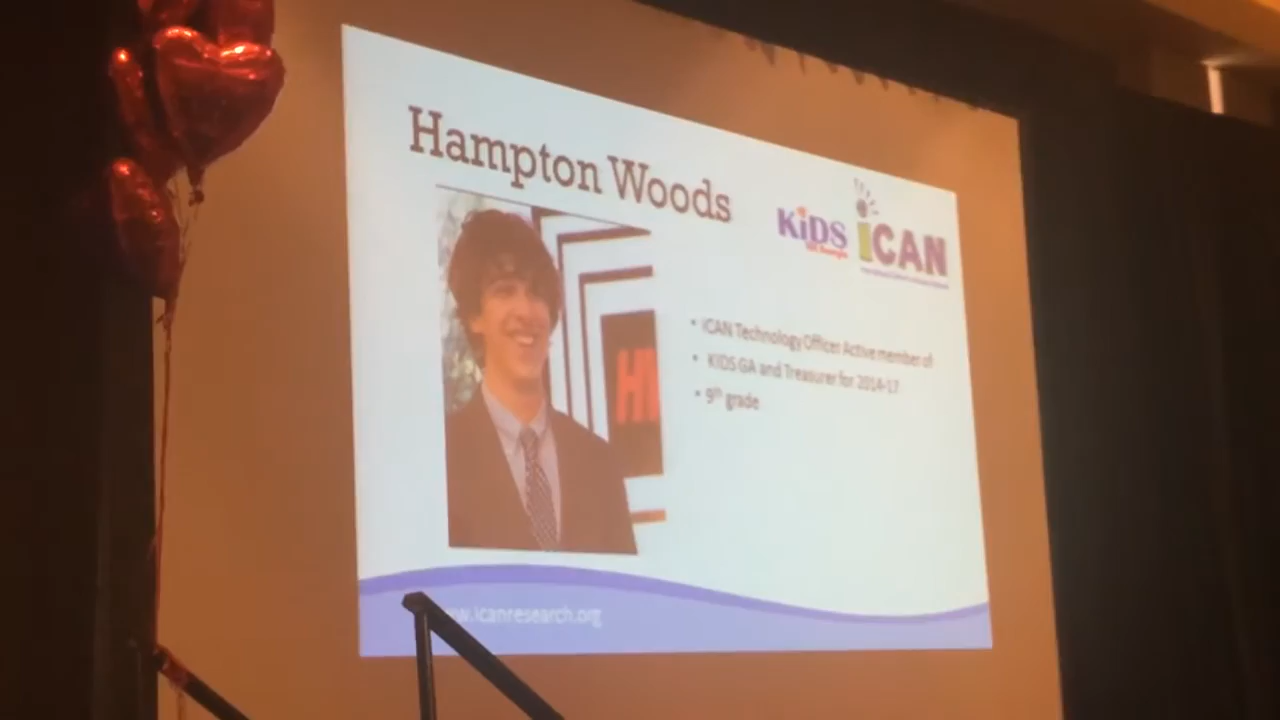 Hampton Woods
KiDS
iCAN
• iCAN Technology Officer Active member of
• KIDS GA and Treasurer for 2014-17
• 9th grade
HI
www.icanresearch.org